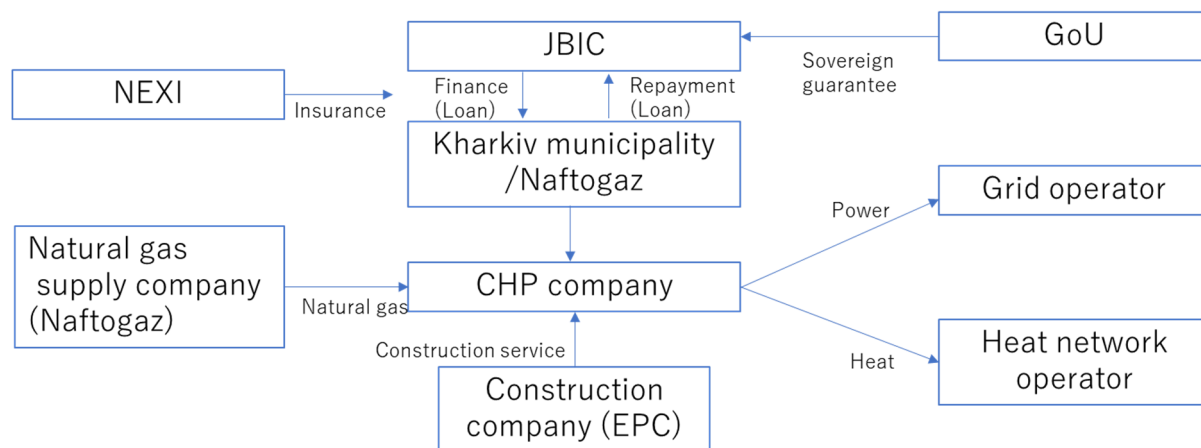 JBIC
GoU
NEXI
Insurance
Finance
(Loan)
Repayment
(Loan)
Sovereign
guarantee
Kharkiv municipality
/Naftogaz
Grid operator
Power
Natural gas
supply company
(Naftogaz)
Natural gas
CHP company
Construction service
Heat
Heat network
operator
Construction
company (EPC)